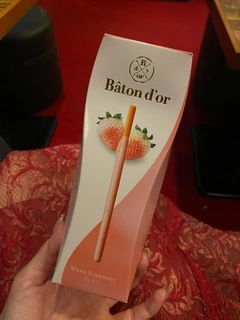 B
d or
Bâton d'or
White Strawberry